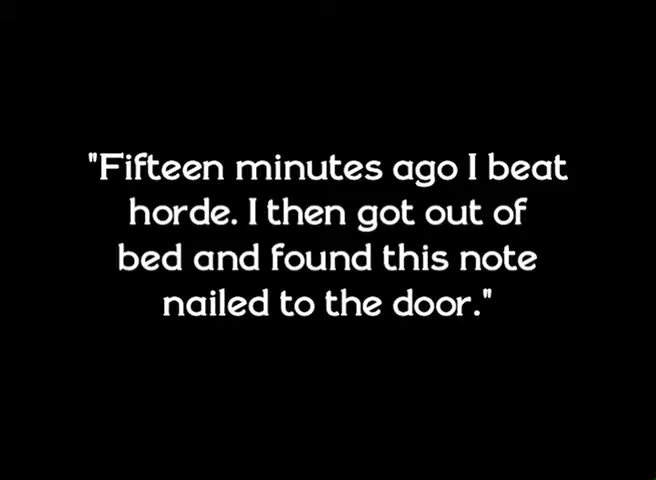 "Fifteen minutes ago I beat
horde. I then got out of
bed and found this note
nailed to the door."